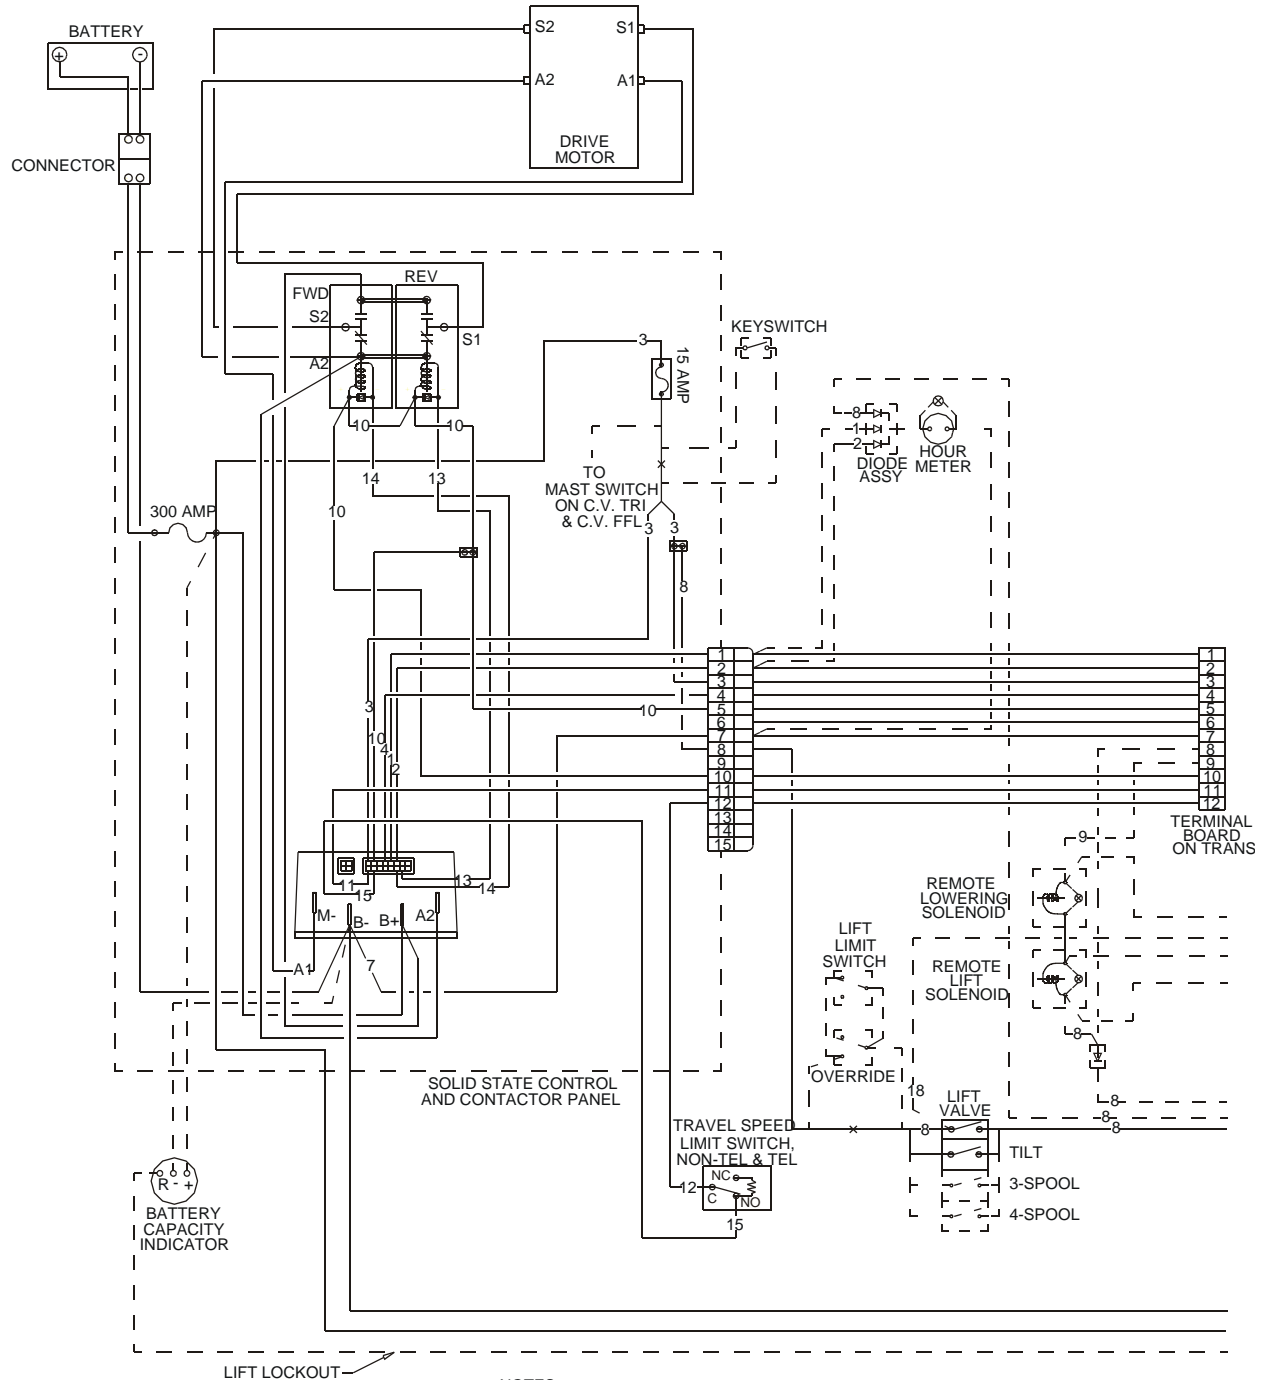 BATTERY
+
-
CONNECTOR
S2
S1
A2
A1
DRIVE
MOTOR
REV
FWD
S2
S1
A2
10
10
14
13
10
3
15 AMP
KEYSWITCH
8
1
2
DIODE
ASSY
HOUR
METER
TO
MAST SWITCH
ON C.V. TRI
& C.V. FFL
3
3
8
300 AMP
3
10
4
1
2
10
1
2
3
4
5
6
7
8
9
10
11
12
13
14
15
1
2
3
4
5
6
7
8
9
10
11
12
TERMINAL
BOARD
ON TRANS
11
15
13
14
M-
B-
B+
A2
A1
7
9
REMOTE
LOWERING
SOLENOID
LIFT
LIMIT
SWITCH
REMOTE
LIFT
SOLENOID
8
OVERRIDE
SOLID STATE CONTROL
AND CONTACTOR PANEL
18
LIFT
VALVE
8
8
8
8
TRAVEL SPEED
LIMIT SWITCH,
NON-TEL & TEL
TILT
12
NC
C
NO
15
3-SPOOL
4-SPOOL
R - +
BATTERY
CAPACITY
INDICATOR
LIFT LOCKOUT